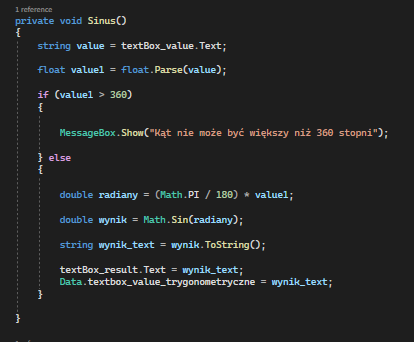 1 reference
private void Sinus()
{
string value = textBox_value.Text;
float value1 = float.Parse(value);
if (value1 > 360)
{
MessageBox.Show("Kąt nie może być większy niż 360 stopni");
} else
{
double radiany = (Math.PI / 180) * value1;
double wynik = Math.Sin(radiany);
string wynik_text = wynik.ToString();
textBox_result.Text = wynik_text;
Data.textbox_value_trygonometryczne = wynik_text;
}
}